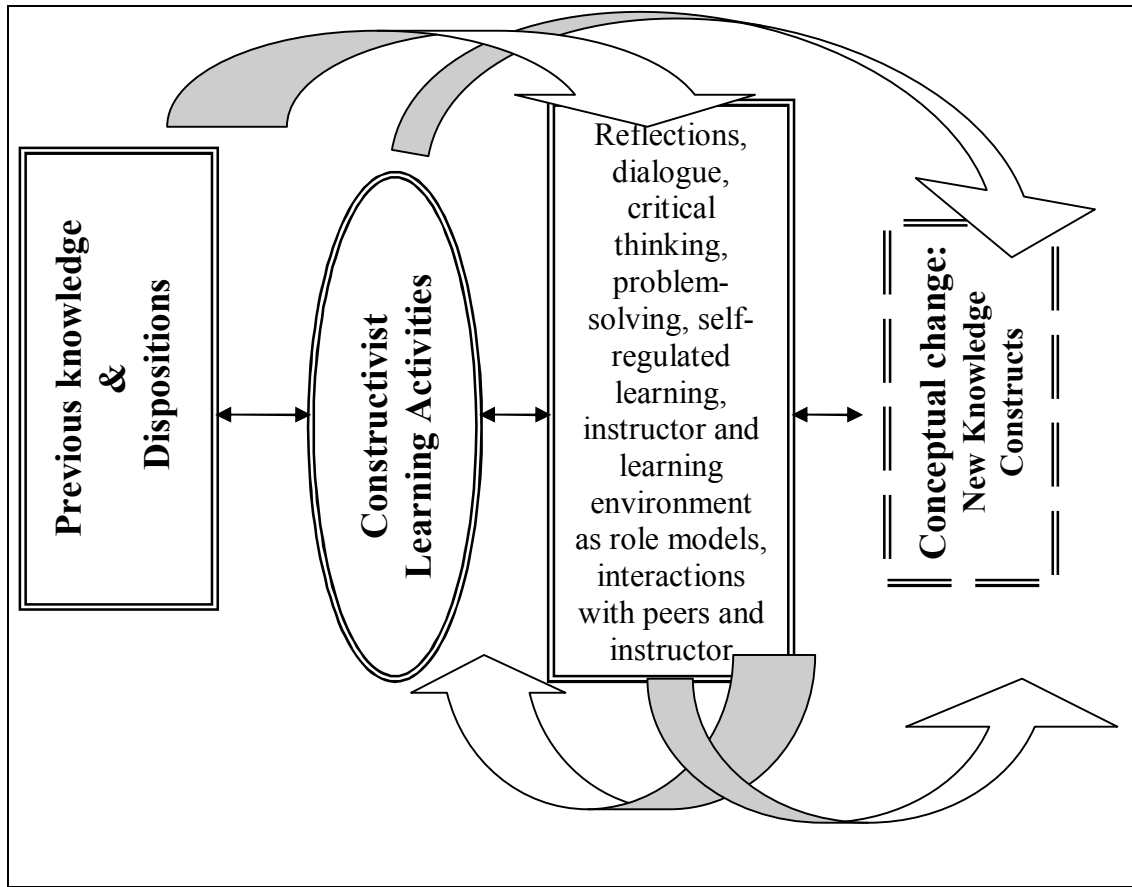 Previous knowledge
&
Dispositions
Constructivist
Learning Activities
Reflections,
dialogue,
critical
thinking,
problem-
solving, self-
regulated
learning,
instructor and
learning
environment
as role models,
interactions
with peers and
instructor
Conceptual change:
New Knowledge
Constructs